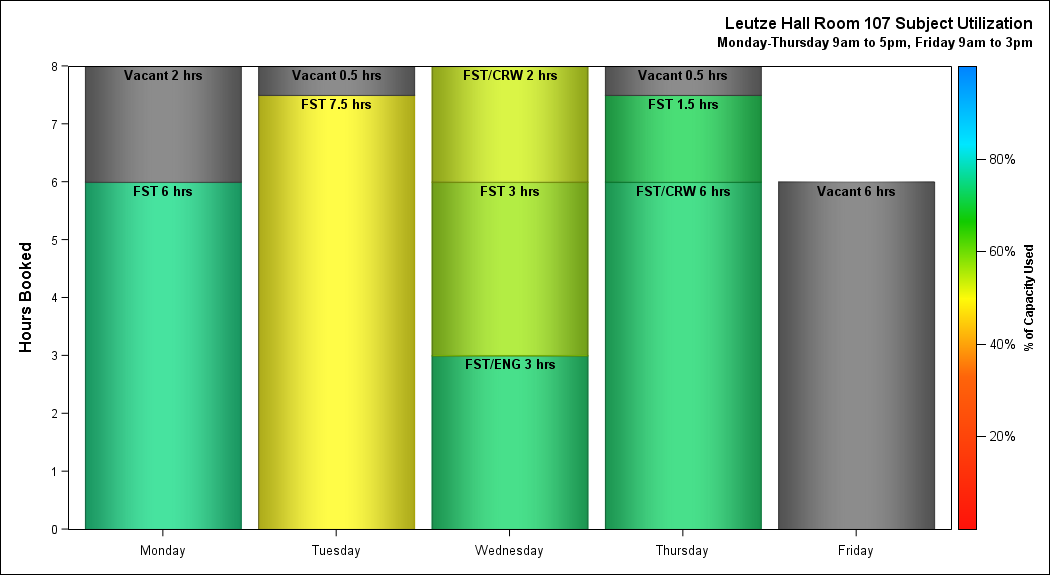 Leutze Hall Room 107 Subject Utilization
Monday-Thursday 9am to 5pm, Friday 9am to 3pm
Hours Booked
8
7
6
5
4
3
2
1
0
Vacant 2 hrs
FST 6 hrs
Vacant 0.5 hrs
FST 7.5 hrs
FST/CRW 2 hrs
FST 3 hrs
FST/ENG 3 hrs
Vacant 0.5 hrs
FST 1.5 hrs
FST/CRW 6 hrs
Vacant 6 hrs
Monday
Tuesday
Wednesday
Thursday
Friday
80%
60%
40%
20%
% of Capacity Used